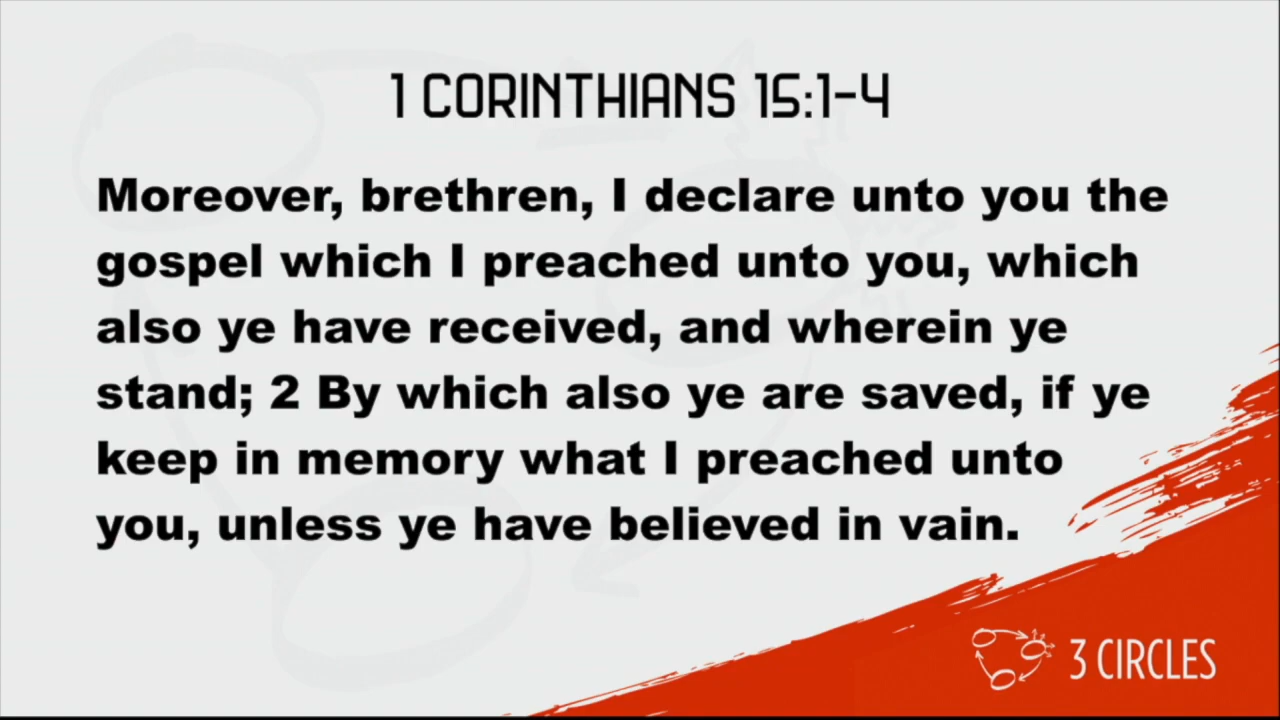 1 CORINTHIANS 15:1-4
Moreover, brethren, I declare unto you the
gospel which I preached unto you, which
also ye have received, and wherein ye
stand; 2 By which also ye are saved, if ye
keep in memory what I preached unto
you, unless ye have believed in vain.
3 CIRCLES